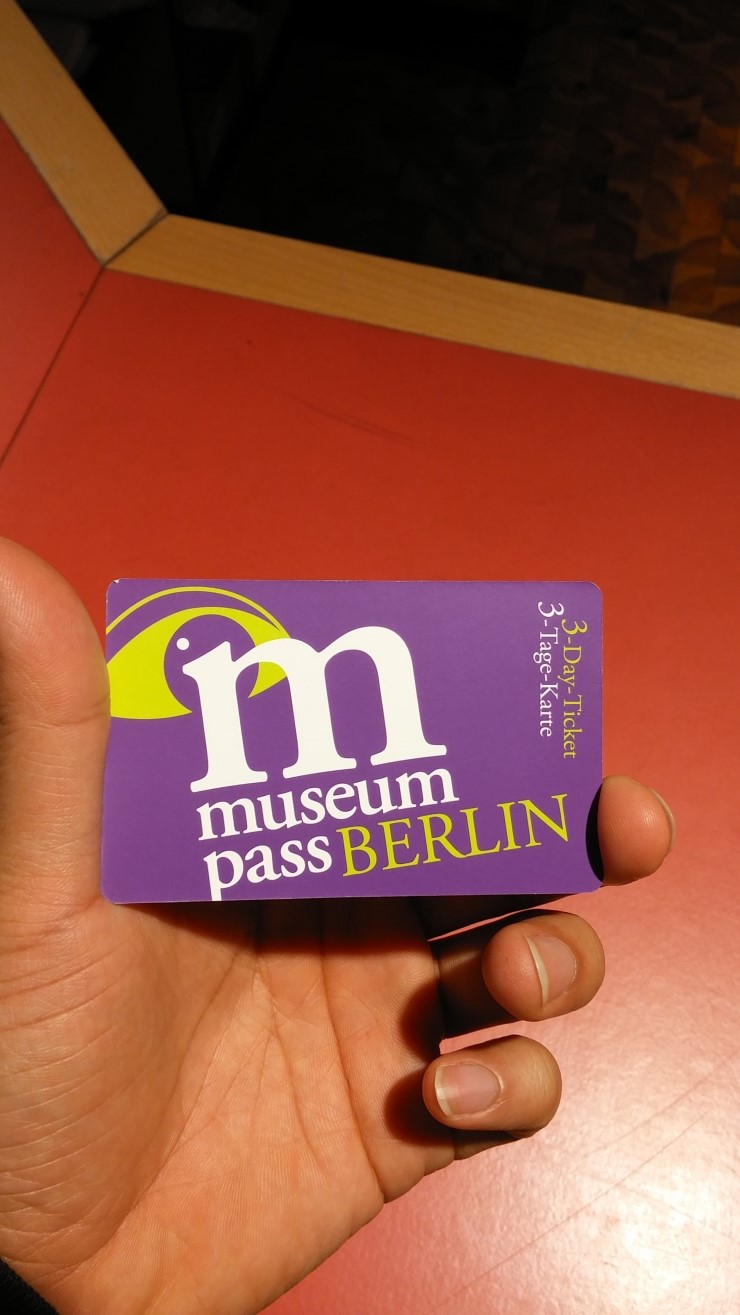 m
museum
pass BERLIN
3-Day-Ticket
3-Tage-Karte